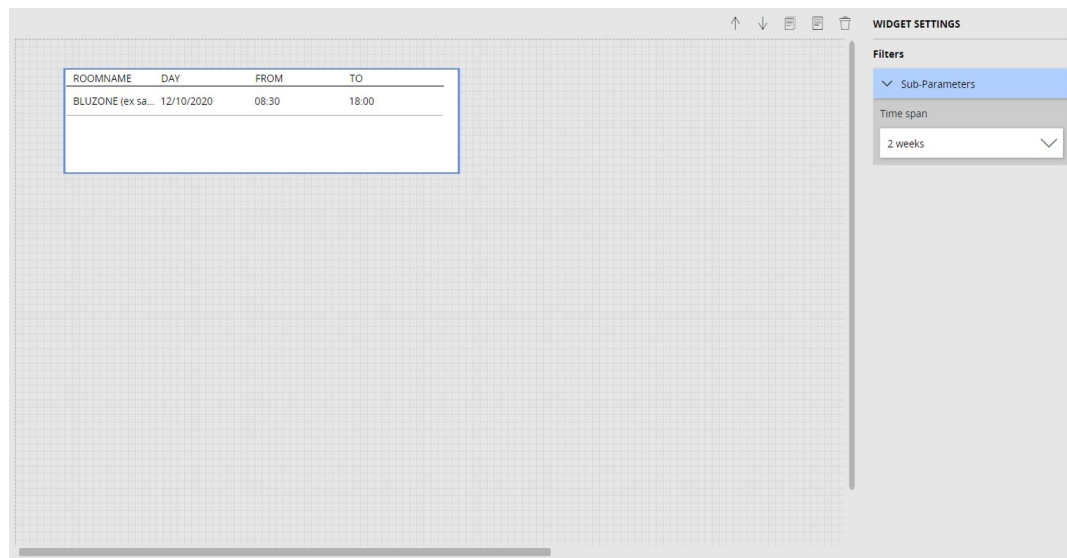 WIDGET SETTINGS
Filters
Sub-Parameters
Time span
2 weeks
ROOMNAME DAY FROM TO
BLUZONE (ex sa... 12/10/2020 08:30 18:00